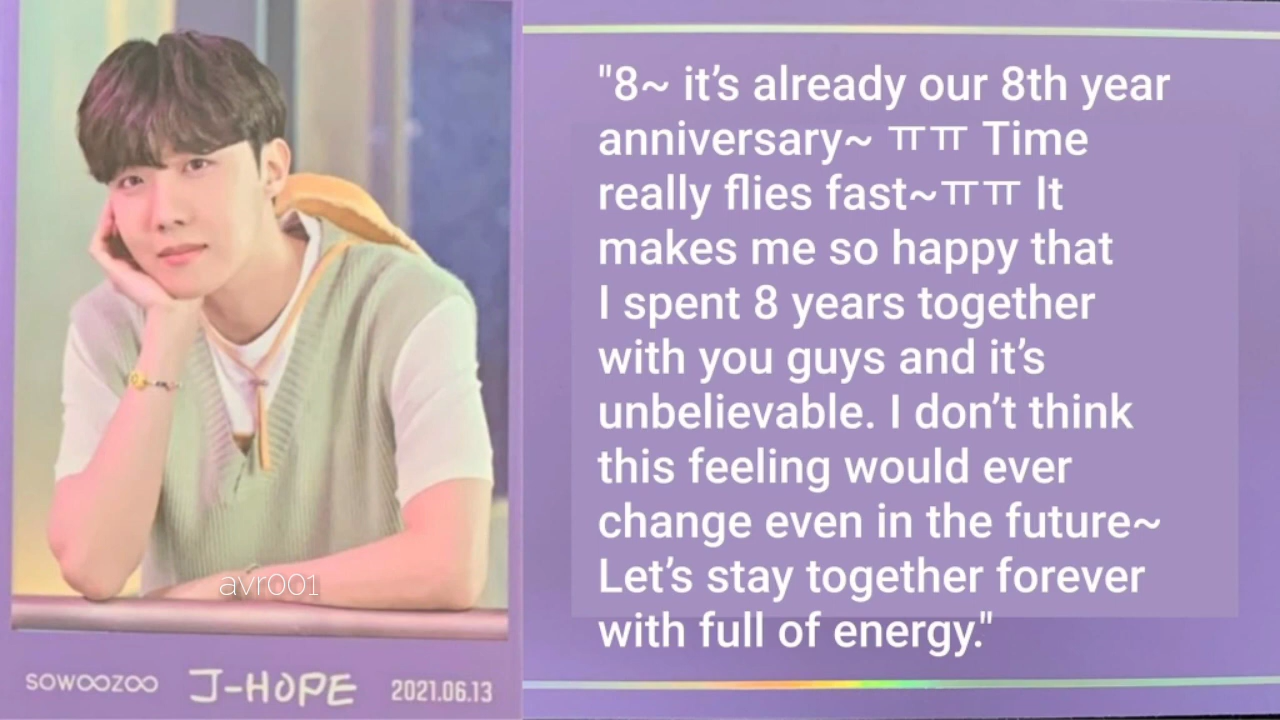 avr001
SOWOOZOO J-HOPE 2021.06.13
"8~ it’s already our 8th year
anniversary~ ㅠㅠ Time
really flies fast~ㅠㅠ It
makes me so happy that
I spent 8 years together
with you guys and it’s
unbelievable. I don’t think
this feeling would ever
change even in the future~
Let’s stay together forever
with full of energy."